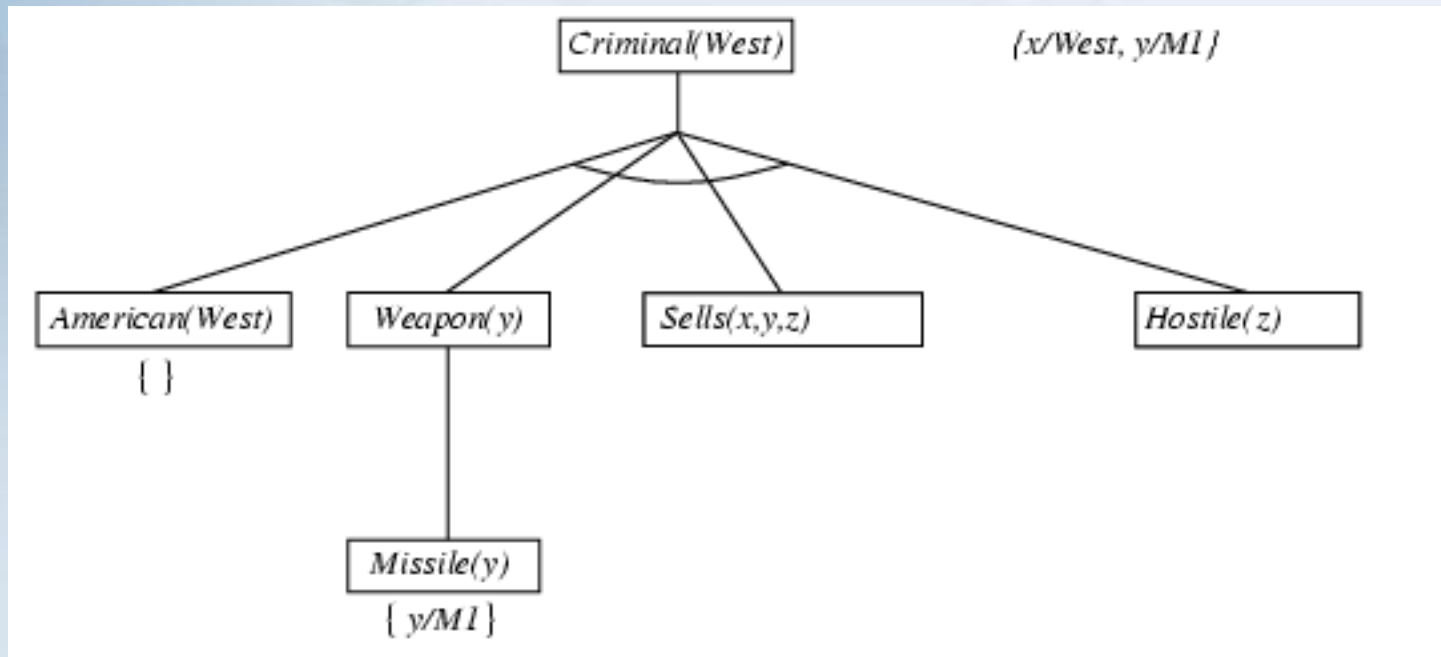 Criminal(West)
{x/West, y/M1}
American(West)
Weapon(y)
Sells(x,y,z)
Hostile(z)
{ }
Missile(y)
{ y/M1 }